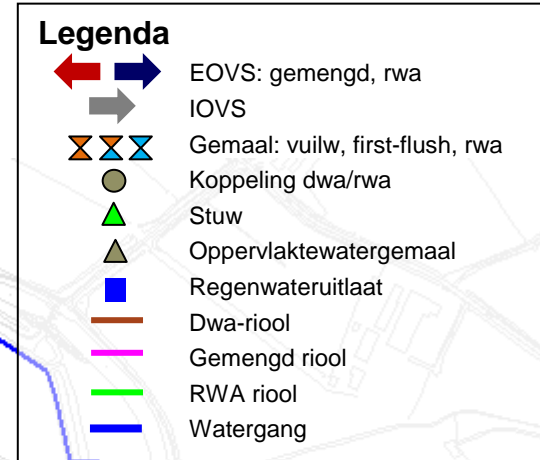 Legenda
EOVS: gemengd, rwa
IOVS
Gemaal: vuilw, first-flush, rwa
Koppeling dwa/rwa
Stuw
Oppervlaktewatergemaal
Regenwateruitlaat
Dwa-riool
Gemengd riool
RWA riool
Watergang